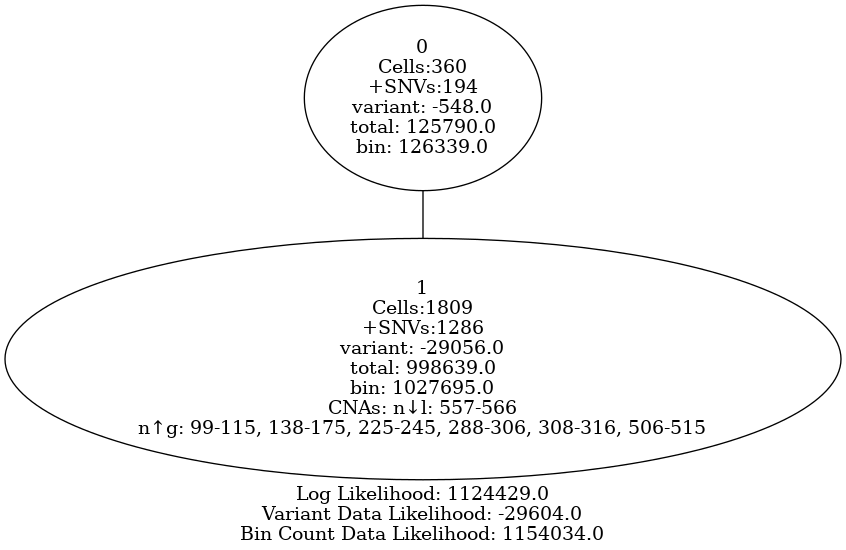 0
Cells:360
+SNVs:194
variant: -548.0
total: 125790.0
bin: 126339.0
1
Cells:1809
+SNVs:1286
variant: -29056.0
total: 998639.0
bin: 1027695.0
CNAs: n↓l: 557-566
n↑g: 99-115, 138-175, 225-245, 288-306, 308-316, 506-515
Log Likelihood: 1124429.0
Variant Data Likelihood: -29604.0
Bin Count Data Likelihood: 1154034.0